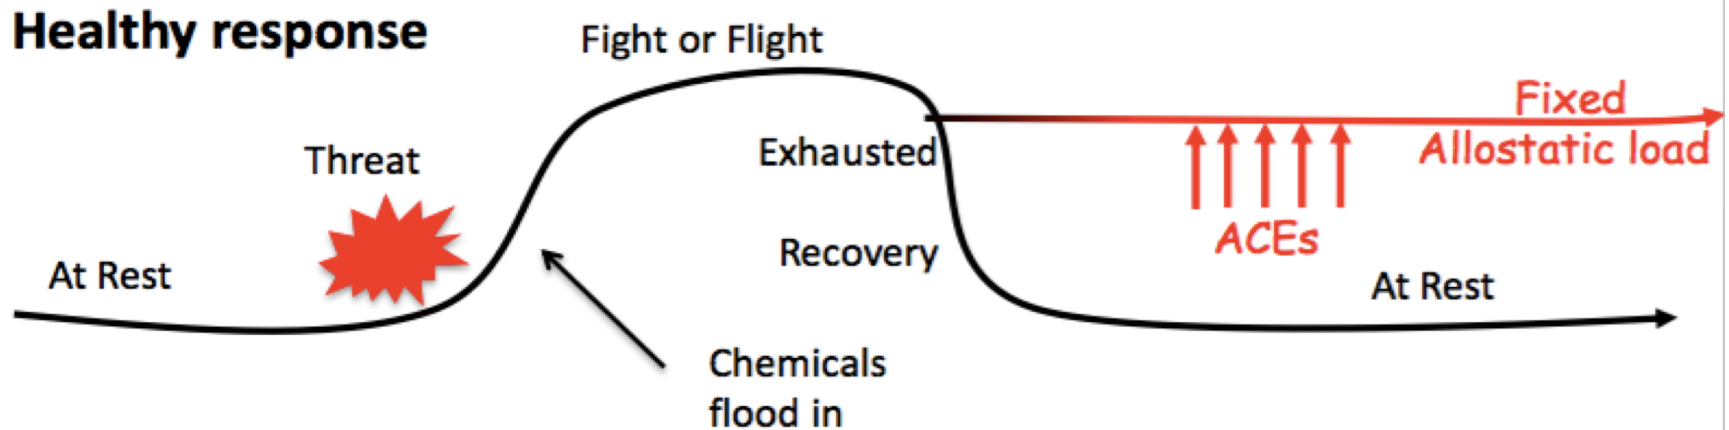 Healthy response
Fight or Flight
Threat
At Rest
Exhausted
Recovery
Chemicals
flood in
Fixed
Allostatic load
ACEs
At Rest